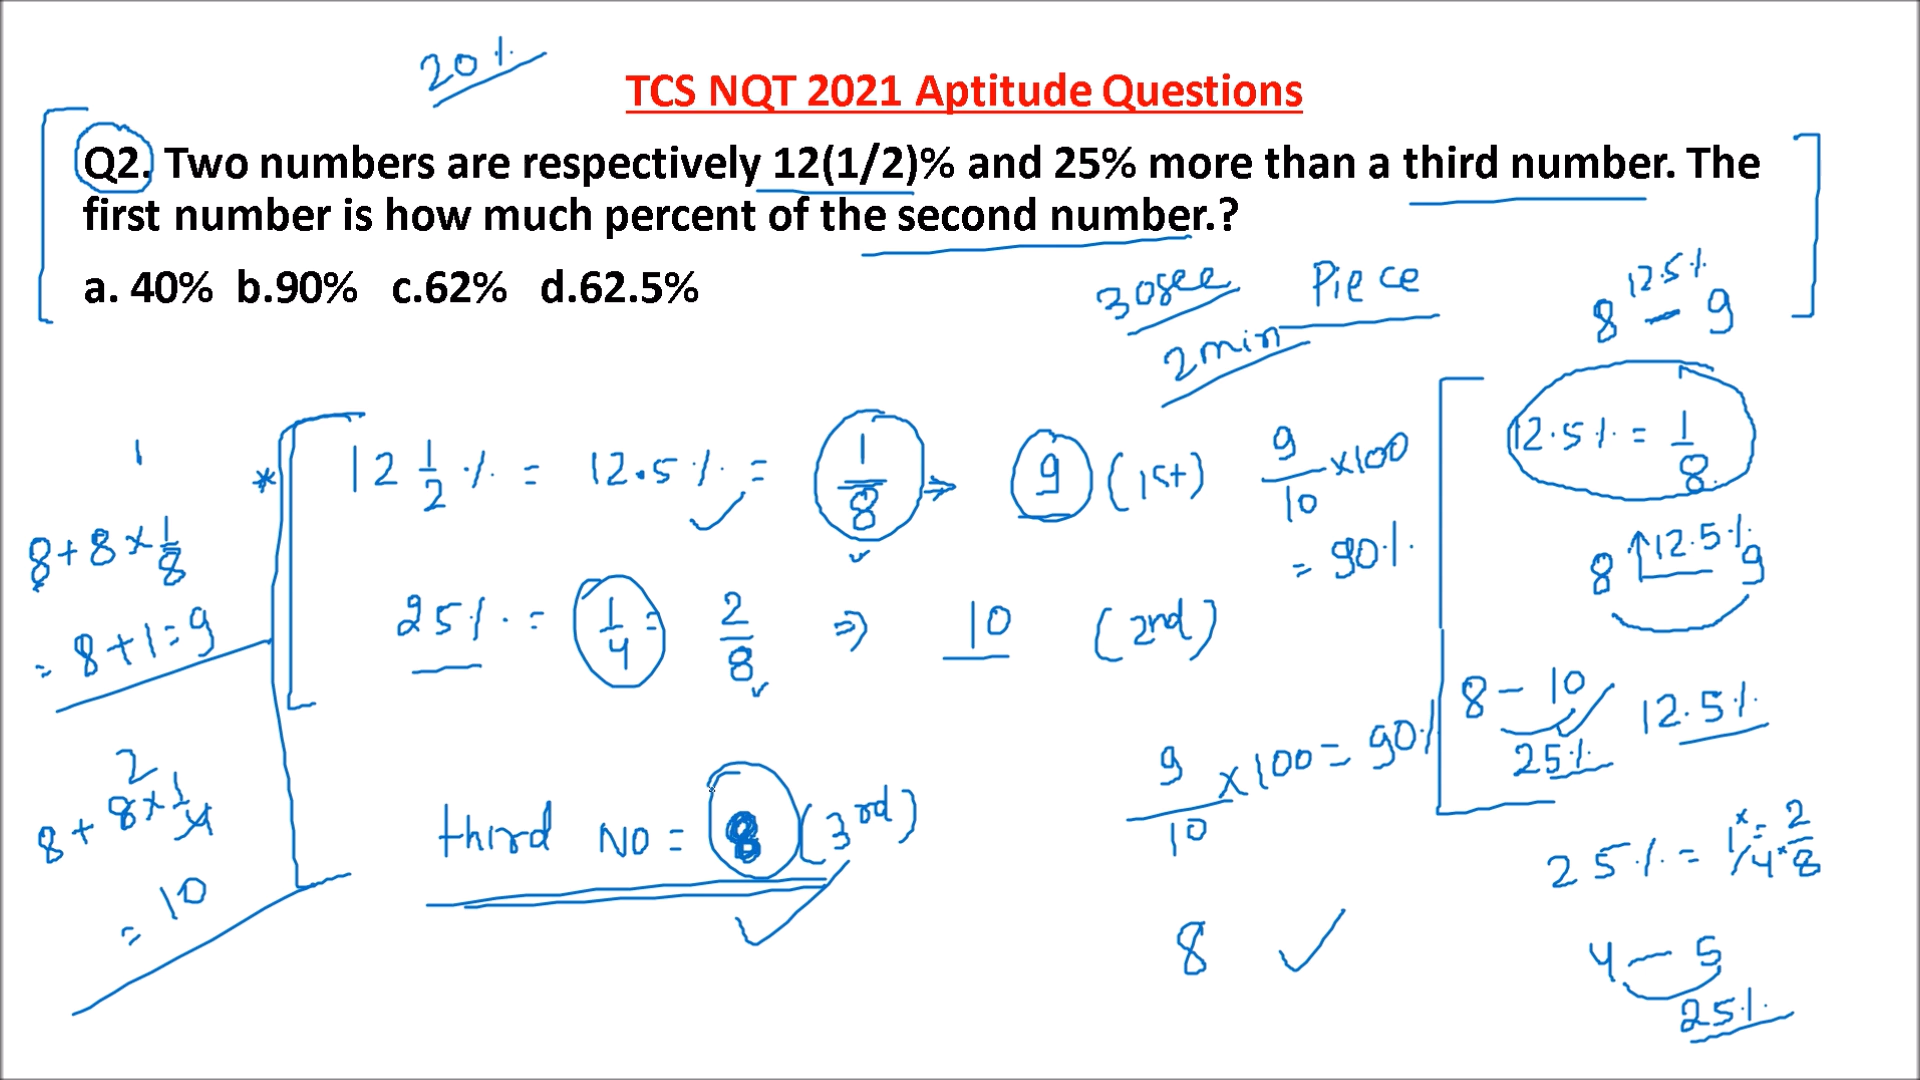 20%
TCS NQT 2021 Aptitude Questions
Q2. Two numbers are respectively 12(1/2)% and 25% more than a third number. The
first number is how much percent of the second number.?
a. 40% b.90% c.62% d.62.5%
30sec Piece
2min
12.5%
8 - 9
12 1/2 % = 12.5% = 1/8 → 9 (1st)
9/10 x100
= 90%
12.5% = 1/8
8 ↑12.5% 9
1
8+8×1/8
= 8+1=9
25% = 1/4 = 2/8 ⇒ 10 (2nd)
8 - 10
25%
12.5%
2
8 + 8×1/4
= 10
third NO = 8 (3rd)
9/10 x100 = 90%
25% = 1/4 = 2/8
8 ✓
4 - 5
25%